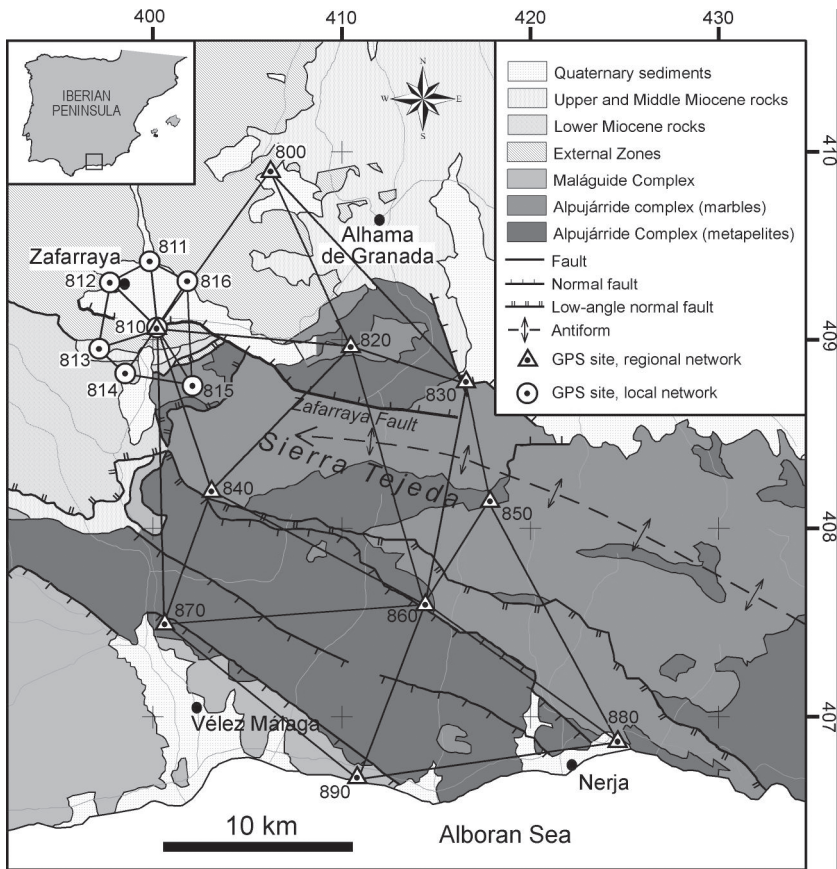 400
410
420
430
IBERIAN
PENINSULA
N
W
E
S
Quaternary sediments
Upper and Middle Miocene rocks
Lower Miocene rocks
External Zones
Maláguide Complex
Alpujárride complex (marbles)
Alpujárride Complex (metapelites)
Fault
Normal fault
Low-angle normal fault
Antiform
GPS site, regional network
GPS site, local network
410
409
408
407
800
Alhama
de Granada
Zafarraya
811
812
816
810
813
814
815
820
830
Zafarraya Fault
Sierra Tejeda
840
850
860
870
Vélez Málaga
880
890
Nerja
10 km
Alboran Sea